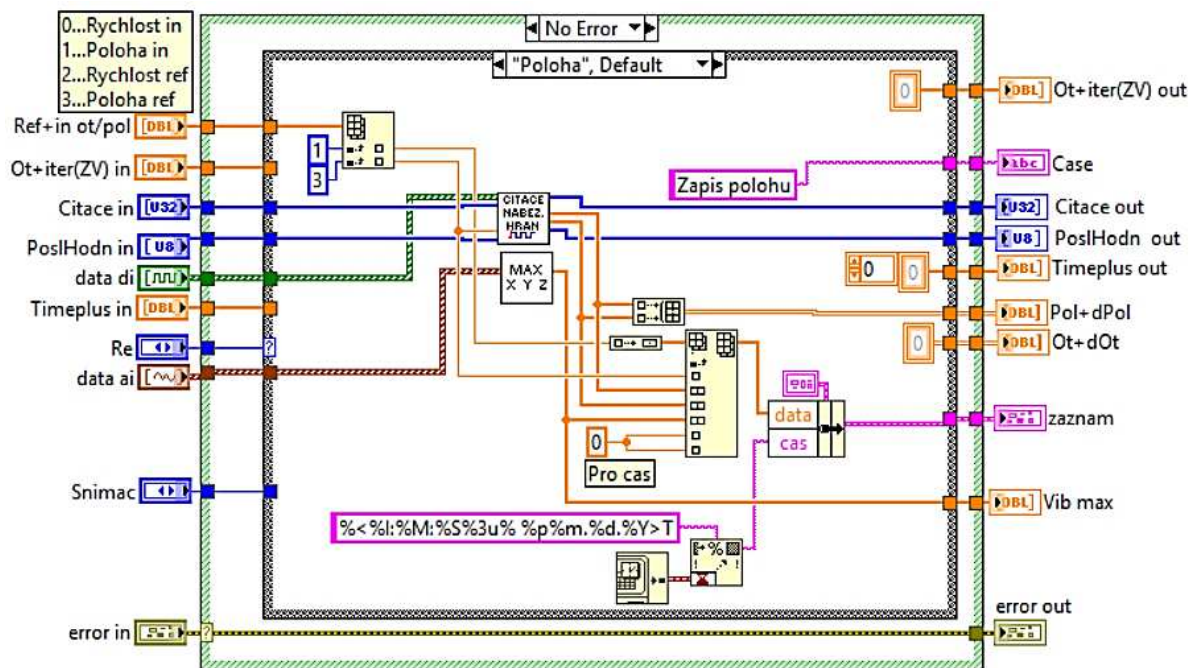 0...Rychlost in
1...Poloha in
2...Rychlost ref
3...Poloha ref
No Error
"Poloha", Default
Ref+in ot/pol
[DBL]
1
3
0
DBL]
Ot+iter(ZV) out
Ot+iter(ZV) in
[DBL]
Zapis polohu
abc
Case
Citace in
[U32]
CITACE
NABEZ.
HRAN
[U32]
Citace out
PoslHodn in
[U8]
[U8]
PoslHodn out
data di
MAX
X Y Z
0
0
DBL]
Timeplus out
Timeplus in
[DBL]
DBL]
Pol+dPol
Re
?
0
DBL]
Ot+dOt
data ai
data
cas
zaznam
0
Pro cas
Snimac
DBL]
Vib max
%<%I:%M:%S%3u% %p%m.%d.%Y>T
error in
?
error out